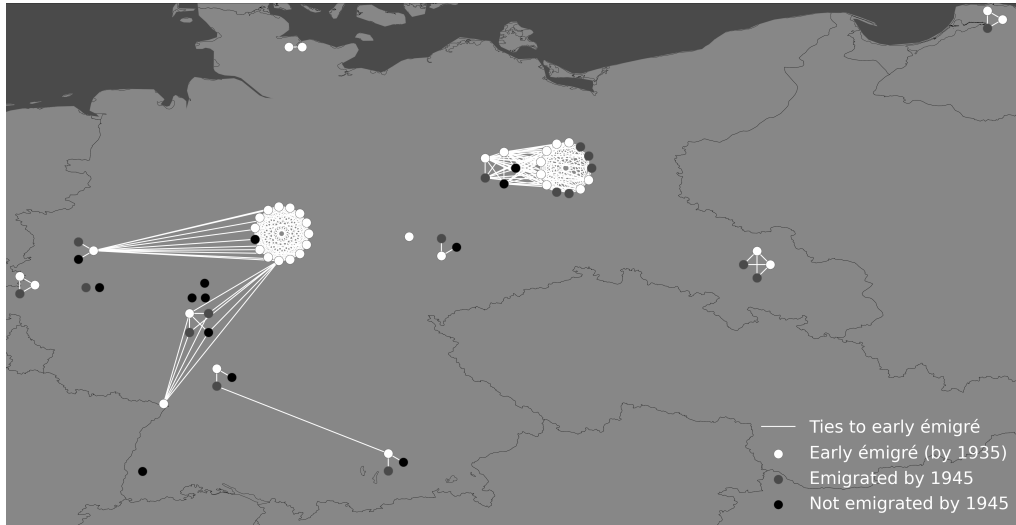 Ties to early émigré
Early émigré (by 1935)
Emigrated by 1945
Not emigrated by 1945